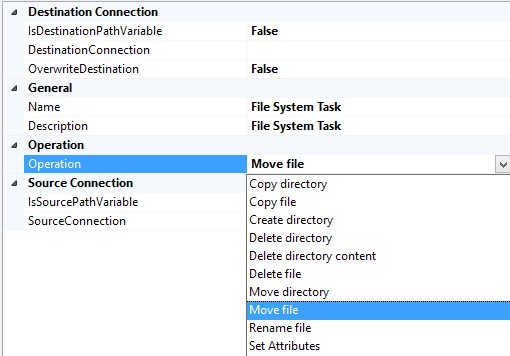 Destination Connection
IsDestinationPathVariable False
DestinationConnection
OverwriteDestination False
General
Name File System Task
Description File System Task
Operation
Operation Move file
Source Connection
IsSourcePathVariable
SourceConnection
Copy directory
Copy file
Create directory
Delete directory
Delete directory content
Delete file
Move directory
Move file
Rename file
Set Attributes